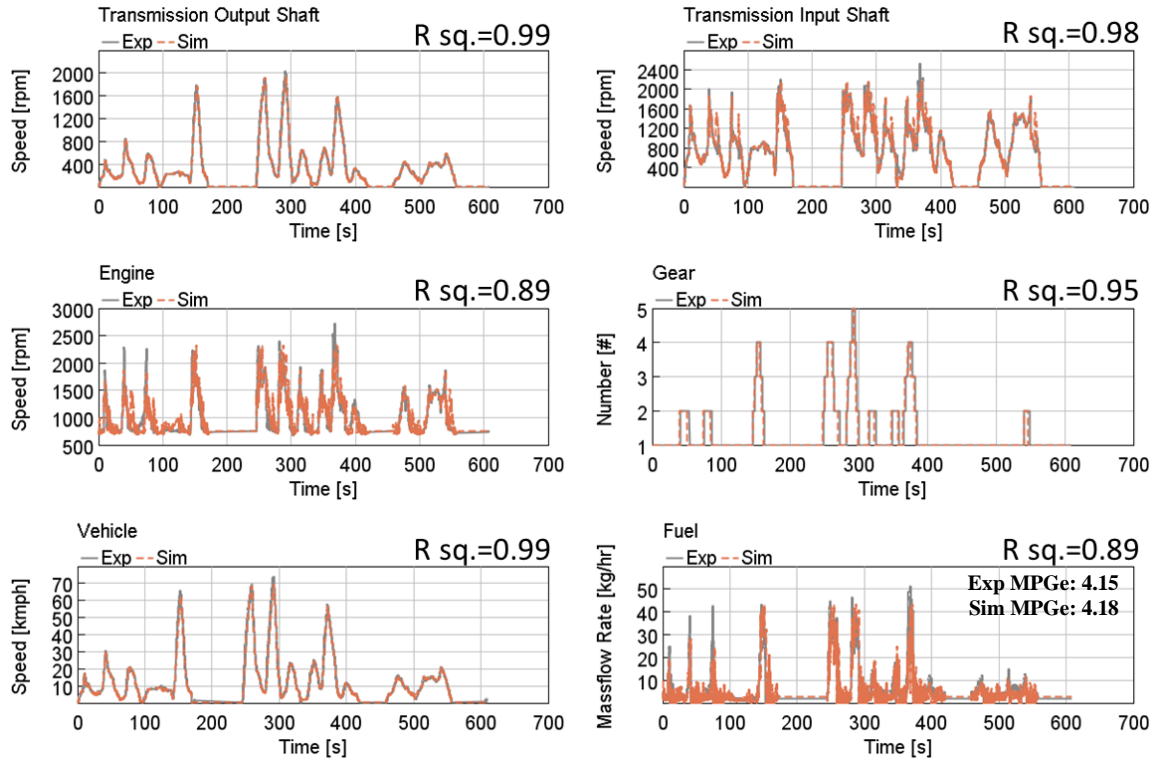 Transmission Output Shaft
R sq.=0.99
Exp Sim
Speed [rpm]
2000
1600
1200
800
400
0 100 200 300 400 500 600 700
Time [s]
Transmission Input Shaft
R sq.=0.98
Exp Sim
Speed [rpm]
2400
2000
1600
1200
800
400
0 100 200 300 400 500 600 700
Time [s]
Engine
R sq.=0.89
Exp Sim
Speed [rpm]
3000
2500
2000
1500
1000
500
0 100 200 300 400 500 600 700
Time [s]
Gear
R sq.=0.95
Exp Sim
Number [#]
5
4
3
2
1
0 100 200 300 400 500 600 700
Time [s]
Vehicle
R sq.=0.99
Exp Sim
Speed [kmph]
70
60
50
40
30
20
10
0 100 200 300 400 500 600 700
Time [s]
Fuel
R sq.=0.89
Exp Sim
Exp MPGe: 4.15
Sim MPGe: 4.18
Massflow Rate [kg/hr]
50
40
30
20
10
0 100 200 300 400 500 600 700
Time [s]